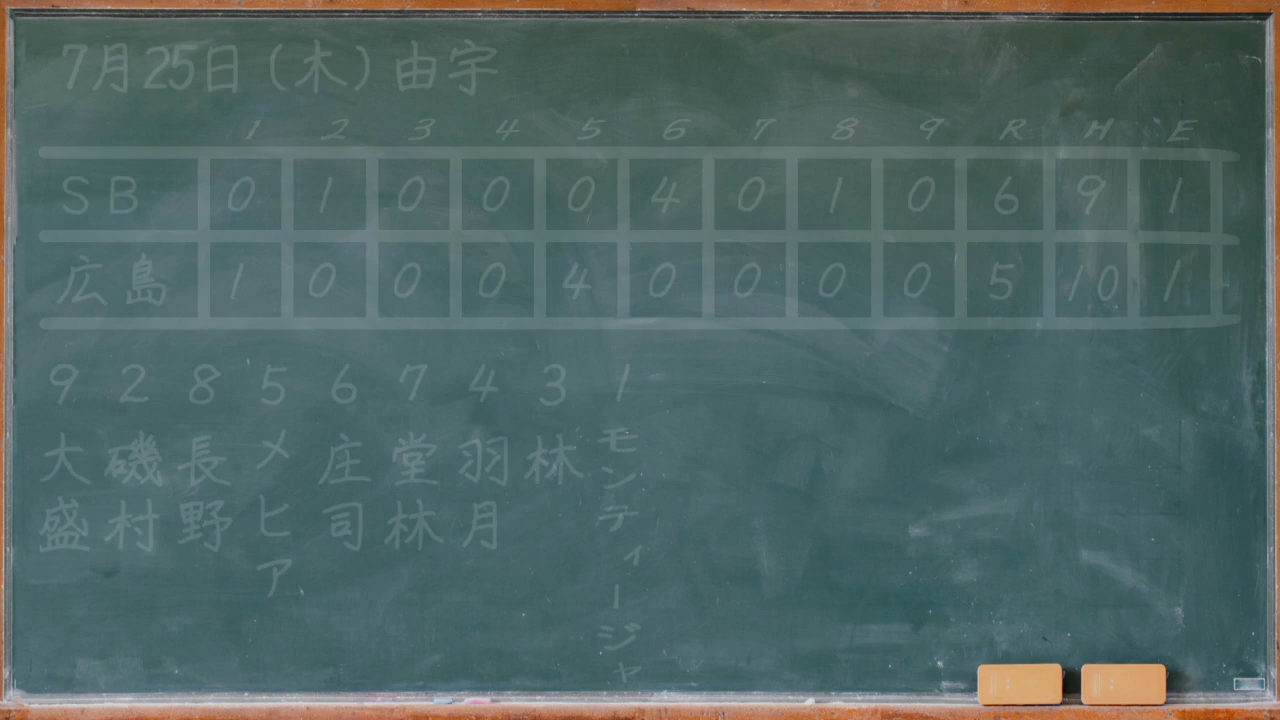 7月25日（木）由宇
1 2 3 4 5 6 7 8 9 R H E
SB 0 1 0 0 0 4 0 1 0 6 9 1
広島 1 0 0 0 4 0 0 0 0 5 10 1
9 2 8 5 6 7 4 3 1
大盛
磯村
長野
メヒア
庄司
堂林
羽月
林
モンティージャ